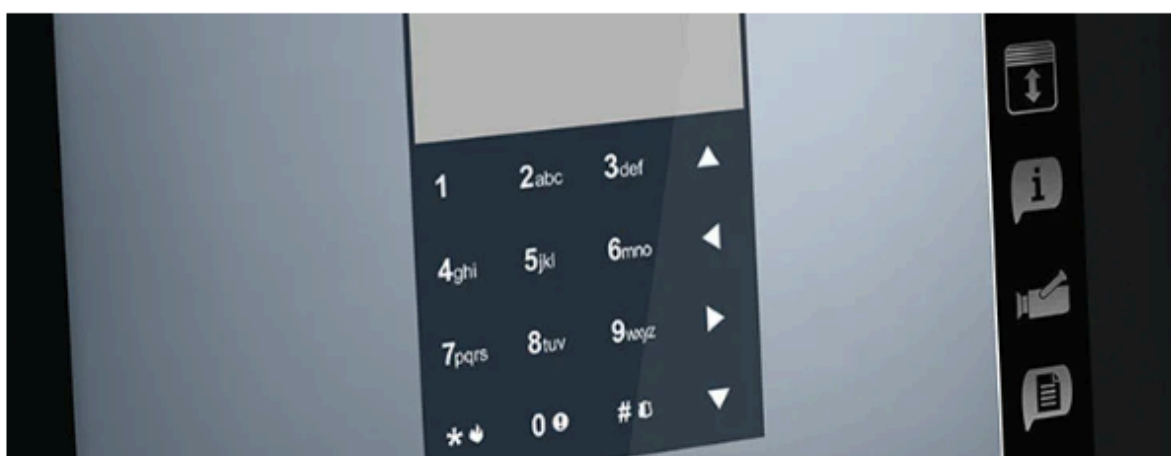 1 2abc 3def
4ghi 5jkl 6mno
7pqrs 8tuv 9wxyz
* 0 #
i